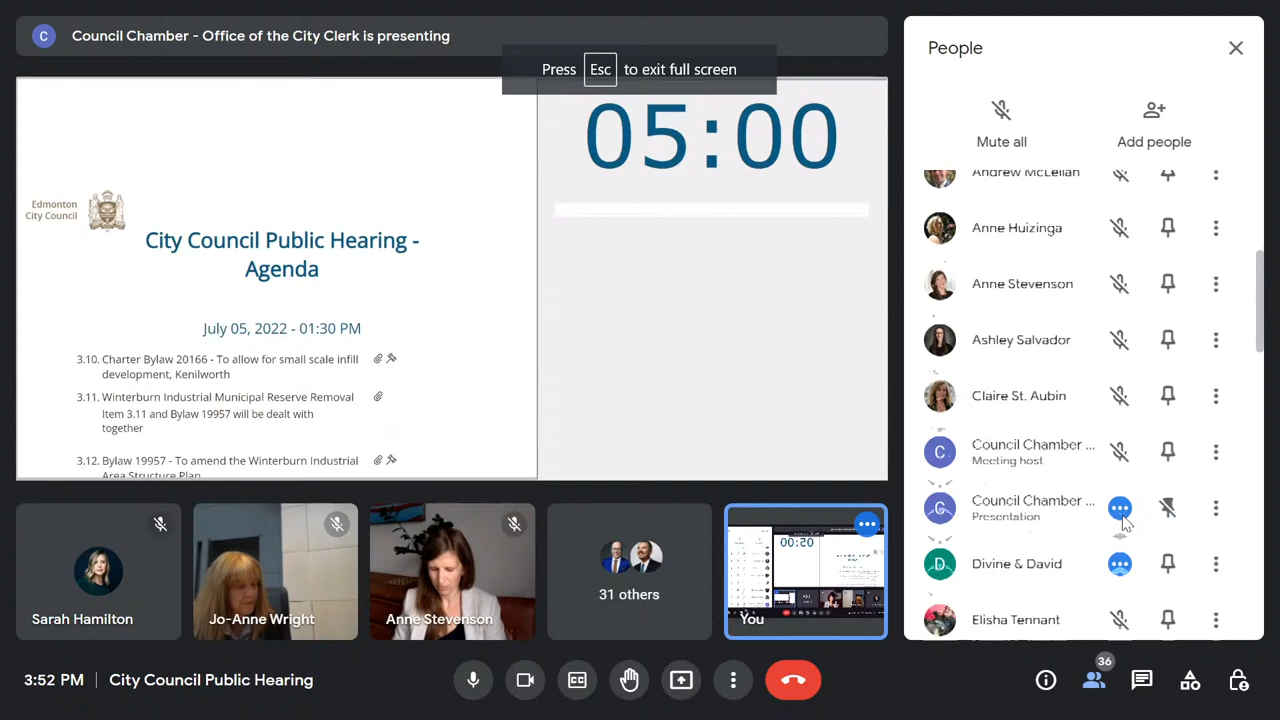 C
Council Chamber - Office of the City Clerk is presenting
Press Esc to exit full screen
Edmonton
City Council
City Council Public Hearing -
Agenda
July 05, 2022 - 01:30 PM
3.10. Charter Bylaw 20166 - To allow for small scale infill
development, Kenilworth
3.11. Winterburn Industrial Municipal Reserve Removal
Item 3.11 and Bylaw 19957 will be dealt with
together
3.12. Bylaw 19957 - To amend the Winterburn Industrial
Area Structure Plan
05:00
Sarah Hamilton
Jo-Anne Wright
Anne Stevenson
31 others
You
00:50
3:52 PM | City Council Public Hearing
People
Mute all
Add people
Andrew McLellan
Anne Huizinga
Anne Stevenson
Ashley Salvador
Claire St. Aubin
C
Council Chamber ...
Meeting host
C
Council Chamber ...
Presentation
D
Divine & David
Elisha Tennant
36